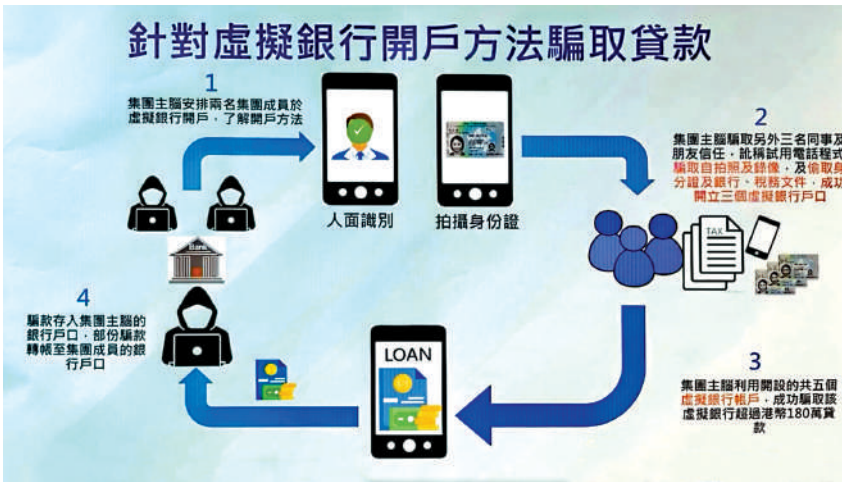 針對虛擬銀行開戶方法騙取貸款
1
集團主腦安排兩名集團成員於
虛擬銀行開戶，了解開戶方法
人面識別
拍攝身份證
2
集團主腦騙取另外三名同事及
朋友信任，訛稱試用電話程式
騙取自拍照及錄像，及偷取身
分證及銀行、稅務文件，成功
開立三個虛擬銀行戶口
TAX
Bank
4
騙款存入集團主腦的
銀行戶口，部份騙款
轉帳至集團成員的銀
行戶口
LOAN
3
集團主腦利用開設的共五個
虛擬銀行帳戶，成功騙取該
虛擬銀行超過港幣180萬貸
款